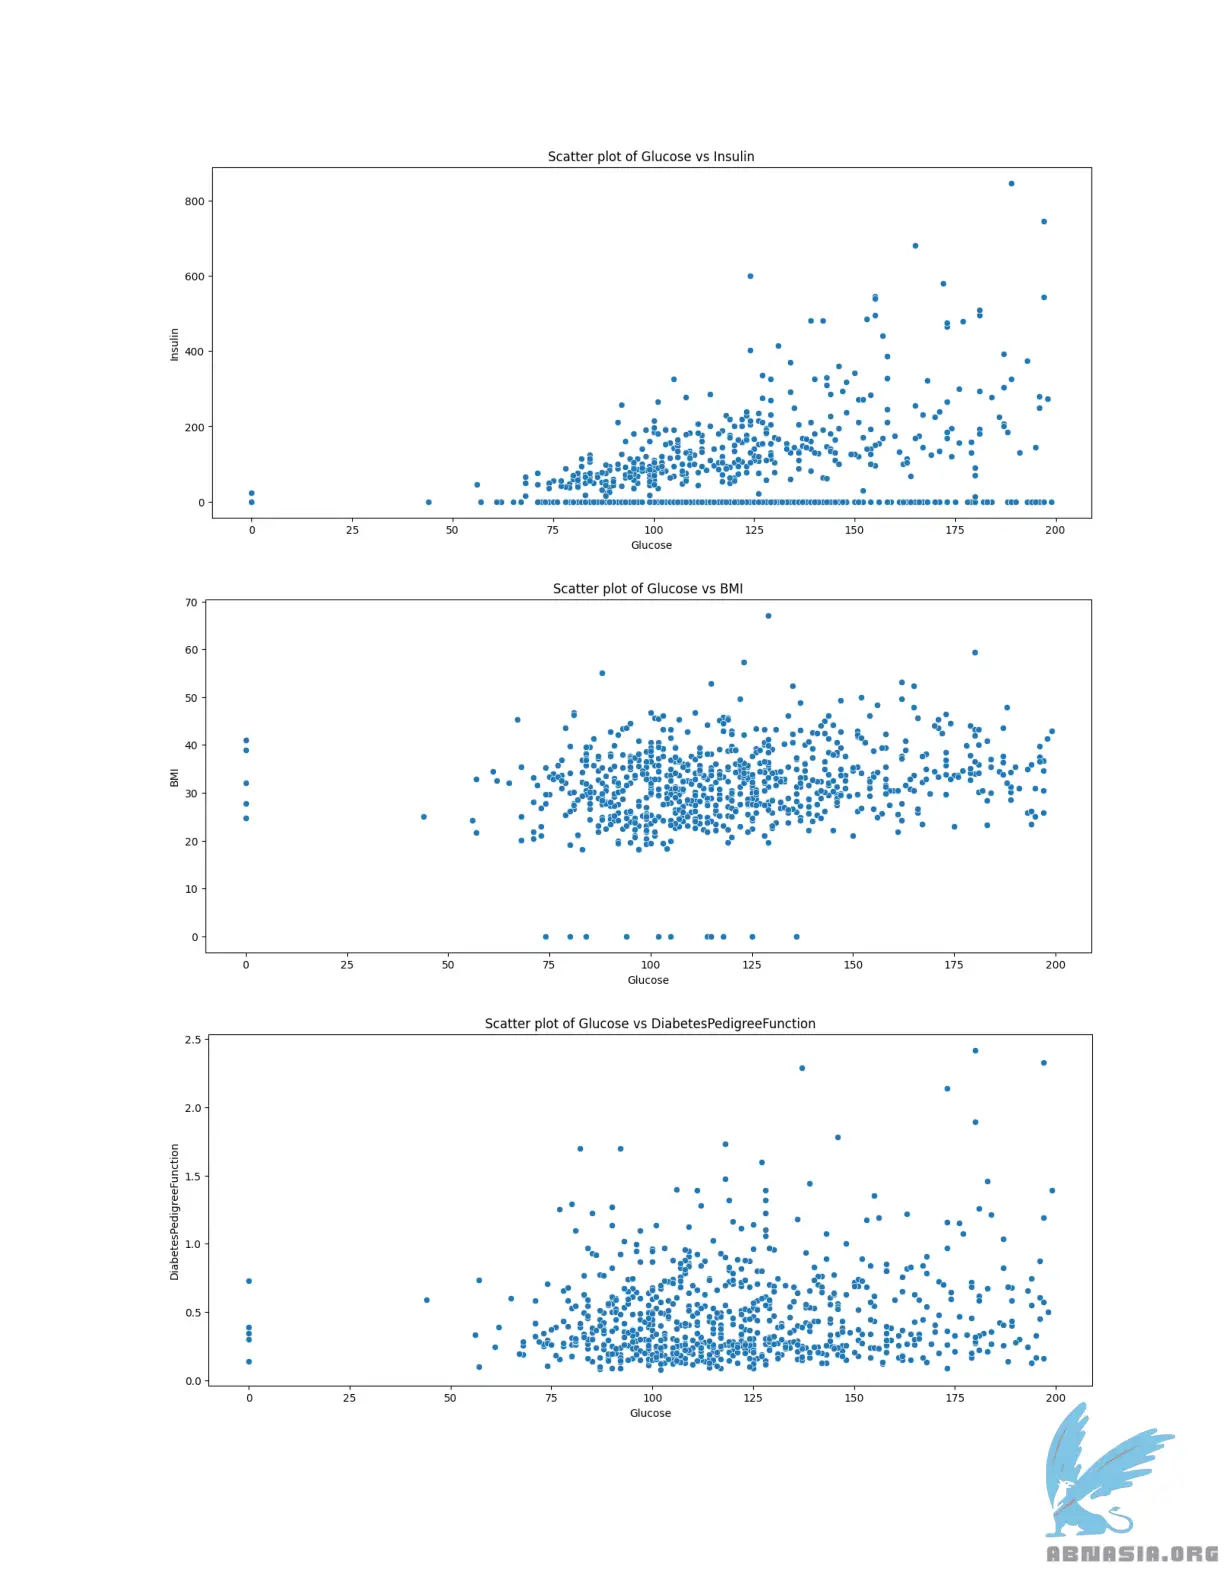 Scatter plot of Glucose vs Insulin
800
600
400
200
0
Insulin
0 25 50 75 100 125 150 175 200
Glucose
Scatter plot of Glucose vs BMI
70
60
50
40
30
20
10
0
BMI
0 25 50 75 100 125 150 175 200
Glucose
Scatter plot of Glucose vs DiabetesPedigreeFunction
2.5
2.0
1.5
1.0
0.5
0.0
DiabetesPedigreeFunction
0 25 50 75 100 125 150 175 200
Glucose
ABNASIA.ORG